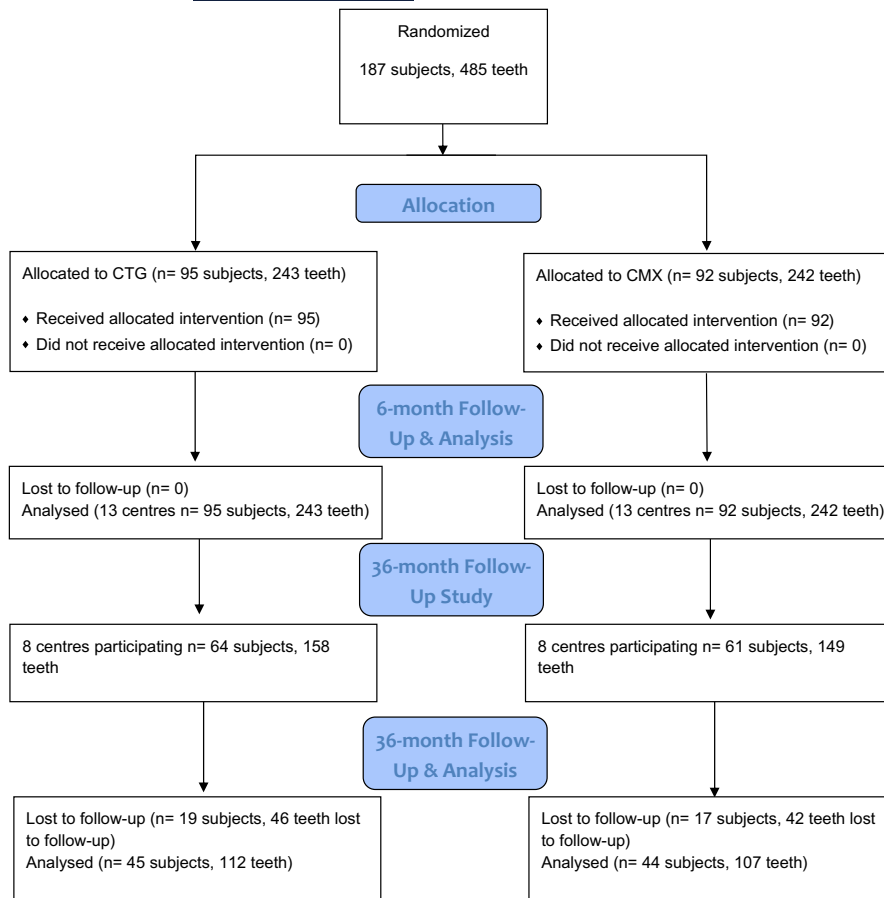 Randomized
187 subjects, 485 teeth
Allocation
Allocated to CTG (n= 95 subjects, 243 teeth)
♦ Received allocated intervention (n= 95)
♦ Did not receive allocated intervention (n= 0)
Allocated to CMX (n= 92 subjects, 242 teeth)
♦ Received allocated intervention (n= 92)
♦ Did not receive allocated intervention (n= 0)
6-month Follow-
Up & Analysis
Lost to follow-up (n= 0)
Analysed (13 centres n= 95 subjects, 243 teeth)
Lost to follow-up (n= 0)
Analysed (13 centres n= 92 subjects, 242 teeth)
36-month Follow-
Up Study
8 centres participating n= 64 subjects, 158
teeth
8 centres participating n= 61 subjects, 149
teeth
36-month Follow-
Up & Analysis
Lost to follow-up (n= 19 subjects, 46 teeth lost
to follow-up)
Analysed (n= 45 subjects, 112 teeth)
Lost to follow-up (n= 17 subjects, 42 teeth lost
to follow-up)
Analysed (n= 44 subjects, 107 teeth)